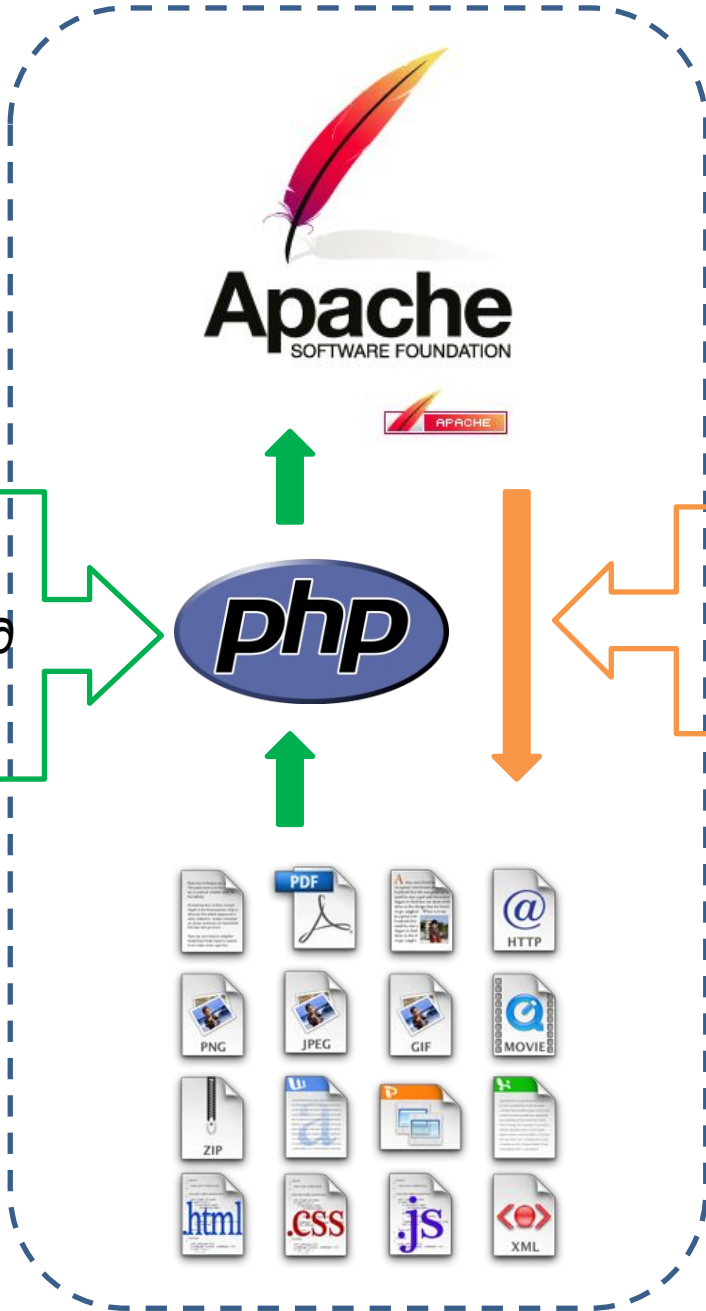 Apache
SOFTWARE FOUNDATION
APACHE
php
PDF
HTTP
PNG
JPEG
GIF
MOVIE
ZIP
W
a
P
X
.html
.css
.js
XML